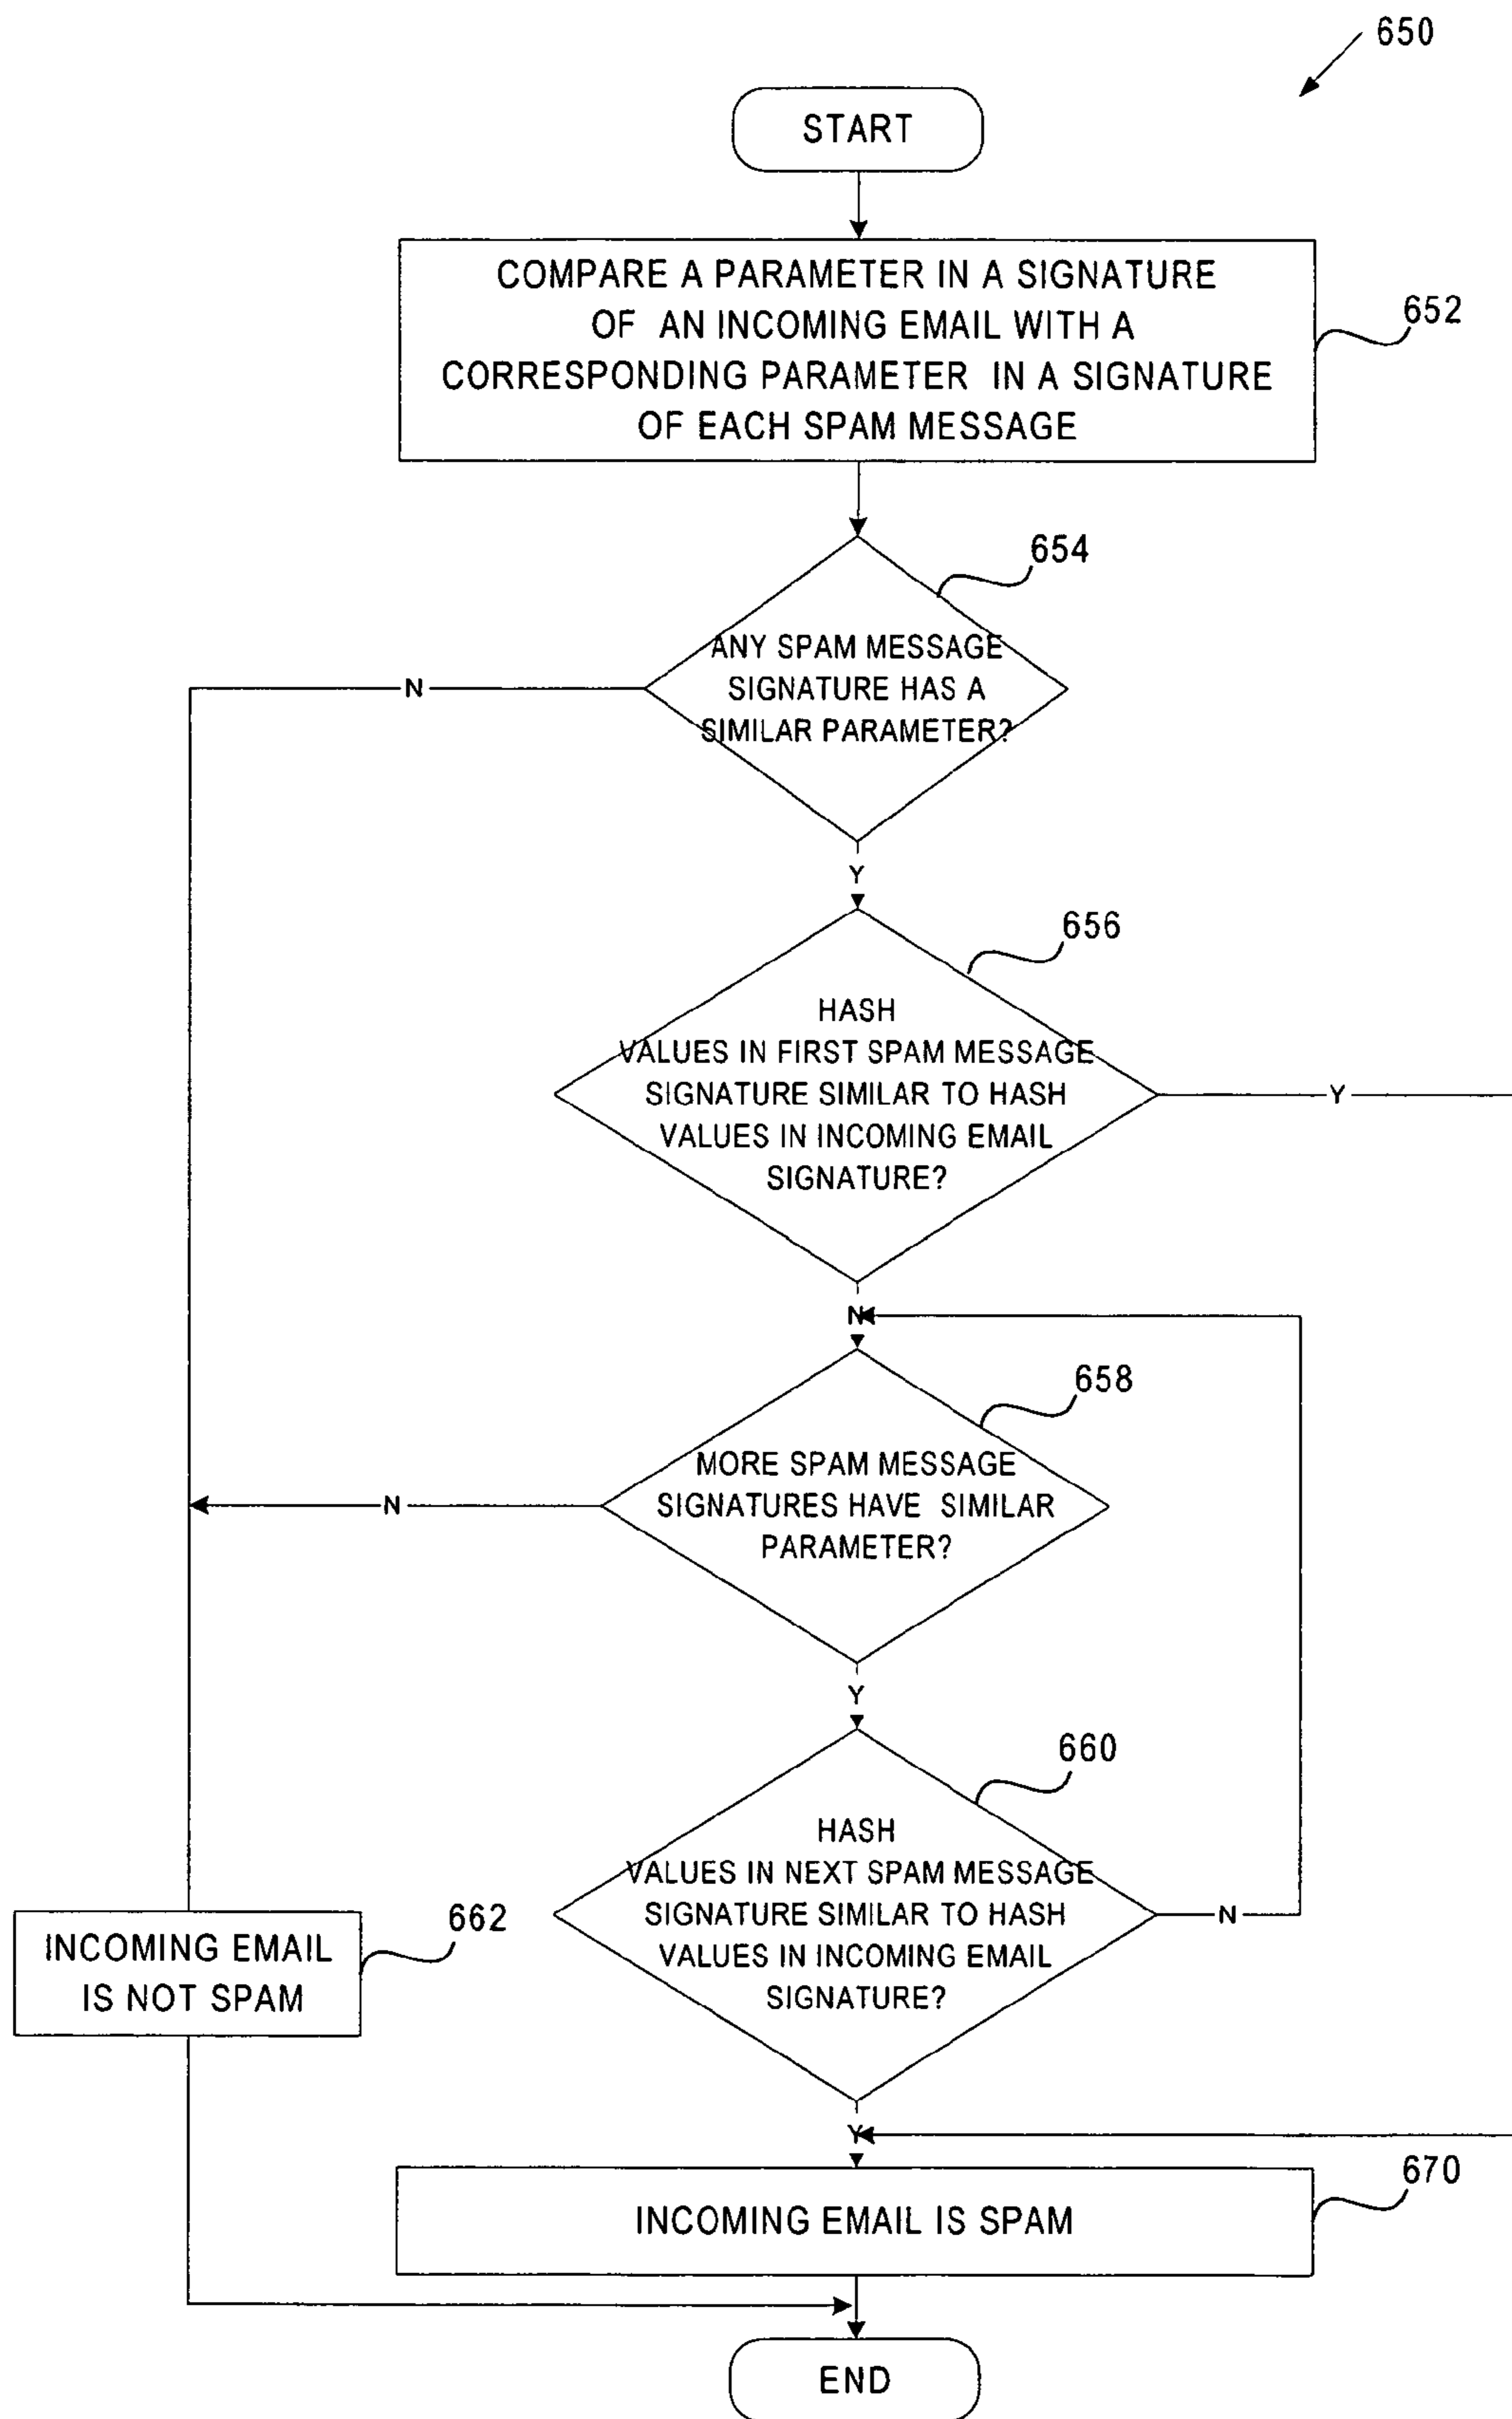 650
START
COMPARE A PARAMETER IN A SIGNATURE
OF AN INCOMING EMAIL WITH A
CORRESPONDING PARAMETER IN A SIGNATURE
OF EACH SPAM MESSAGE
652
654
ANY SPAM MESSAGE
SIGNATURE HAS A
SIMILAR PARAMETER?
N
Y
656
HASH
VALUES IN FIRST SPAM MESSAGE
SIGNATURE SIMILAR TO HASH
VALUES IN INCOMING EMAIL
SIGNATURE?
Y
N
658
MORE SPAM MESSAGE
SIGNATURES HAVE SIMILAR
PARAMETER?
N
Y
660
HASH
VALUES IN NEXT SPAM MESSAGE
SIGNATURE SIMILAR TO HASH
VALUES IN INCOMING EMAIL
SIGNATURE?
N
662
INCOMING EMAIL
IS NOT SPAM
Y
670
INCOMING EMAIL IS SPAM
END